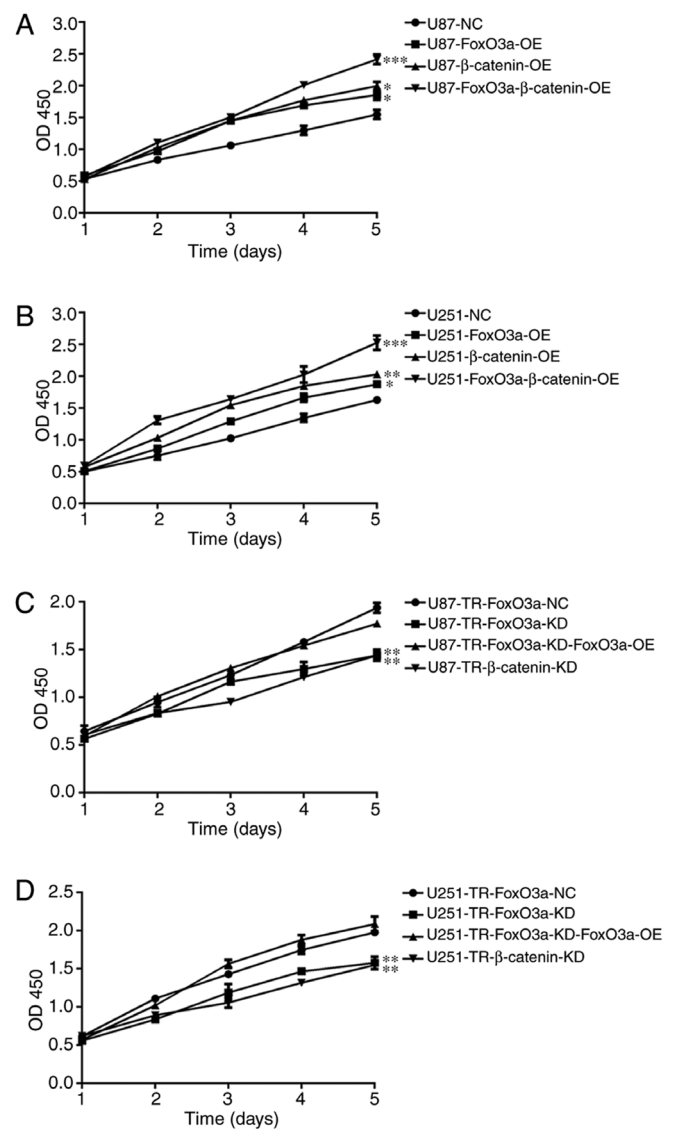 A
3.0
2.5
2.0
1.5
1.0
0.5
0.0
OD 450
1 2 3 4 5
Time (days)
***
*
*
U87-NC
U87-FoxO3a-OE
U87-β-catenin-OE
U87-FoxO3a-β-catenin-OE
B
3.0
2.5
2.0
1.5
1.0
0.5
0.0
OD 450
1 2 3 4 5
Time (days)
***
**
*
U251-NC
U251-FoxO3a-OE
U251-β-catenin-OE
U251-FoxO3a-β-catenin-OE
C
2.0
1.5
1.0
0.5
0.0
OD 450
1 2 3 4 5
Time (days)
**
**
U87-TR-FoxO3a-NC
U87-TR-FoxO3a-KD
U87-TR-FoxO3a-KD-FoxO3a-OE
U87-TR-β-catenin-KD
D
2.5
2.0
1.5
1.0
0.5
0.0
OD 450
1 2 3 4 5
Time (days)
**
**
U251-TR-FoxO3a-NC
U251-TR-FoxO3a-KD
U251-TR-FoxO3a-KD-FoxO3a-OE
U251-TR-β-catenin-KD